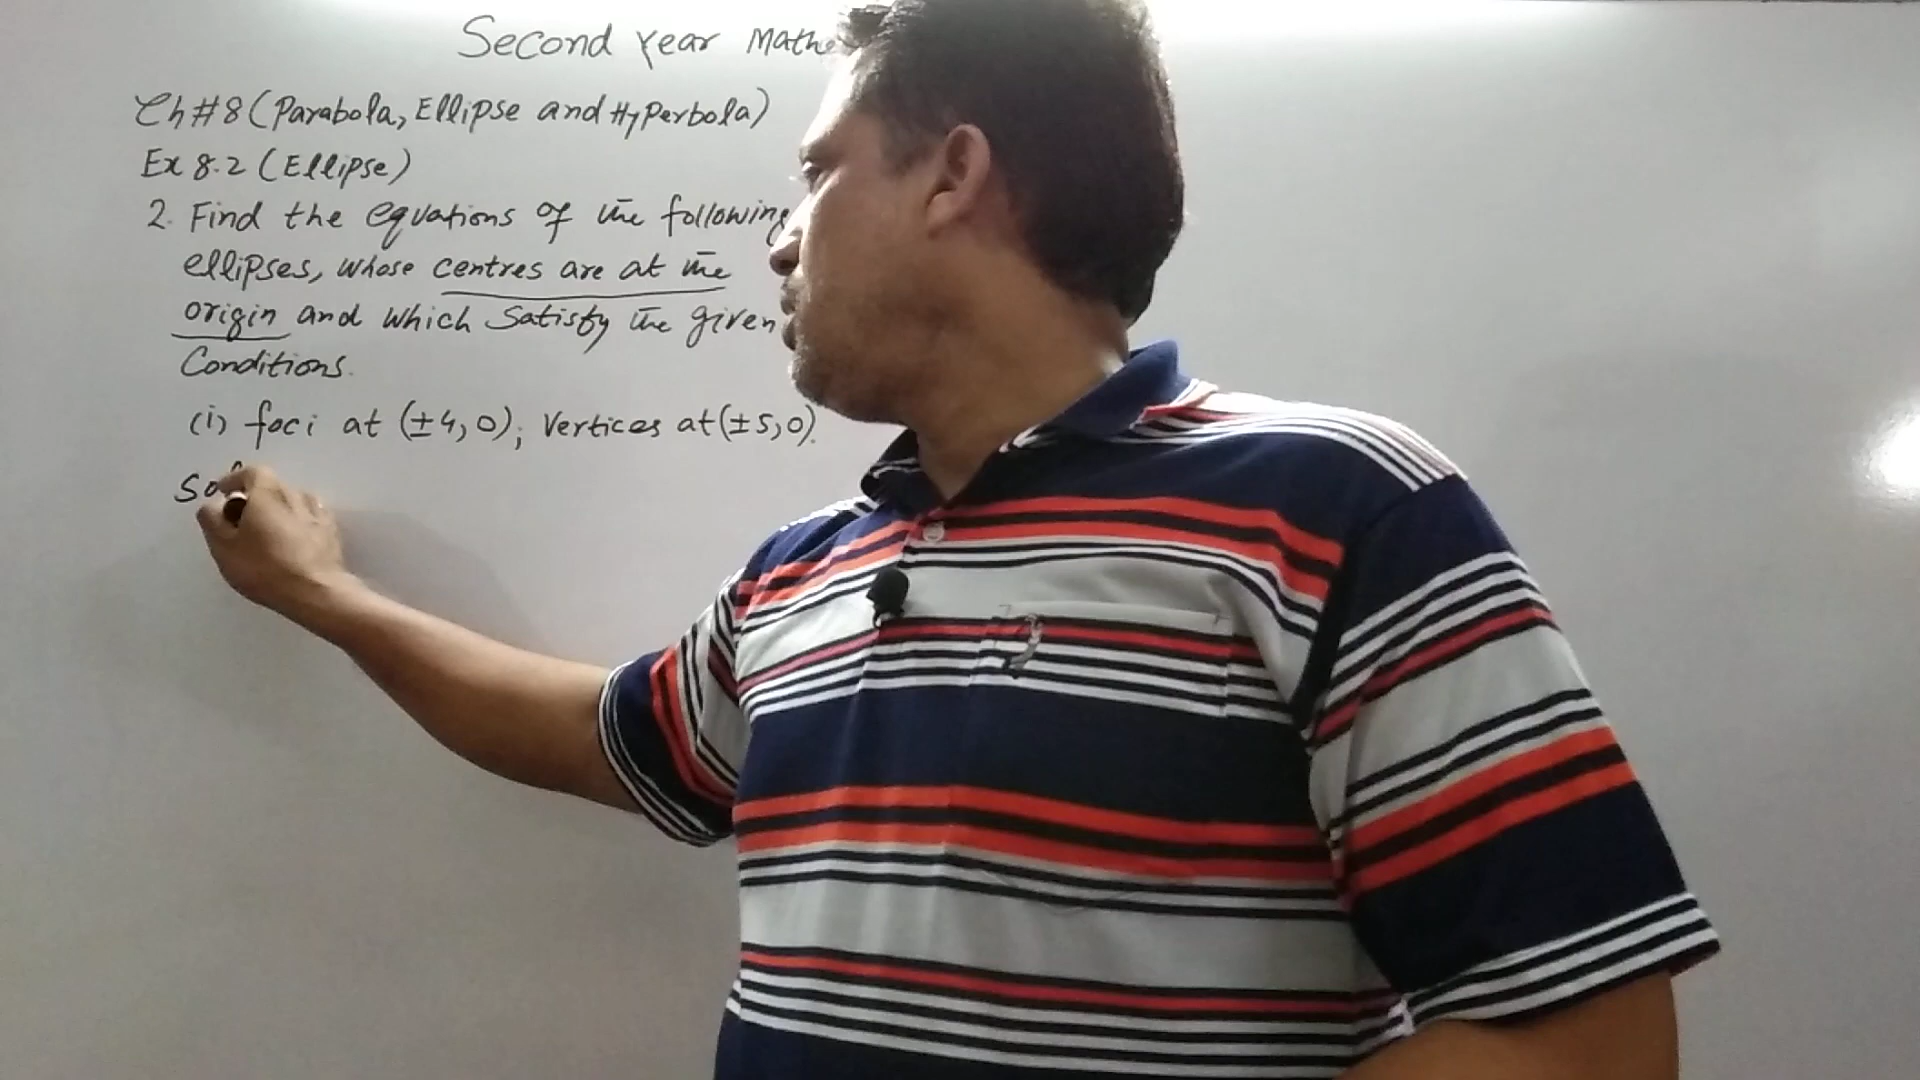 Second Year Mathe
Ch#8 (Parabola, Ellipse and Hyperbola)
Ex 8.2 (Ellipse)
2. Find the equations of the following
ellipses, whose centres are at the
origin and which satisfy the given
Conditions.
(i) foci at (±4,0); Vertices at (±5,0).
So